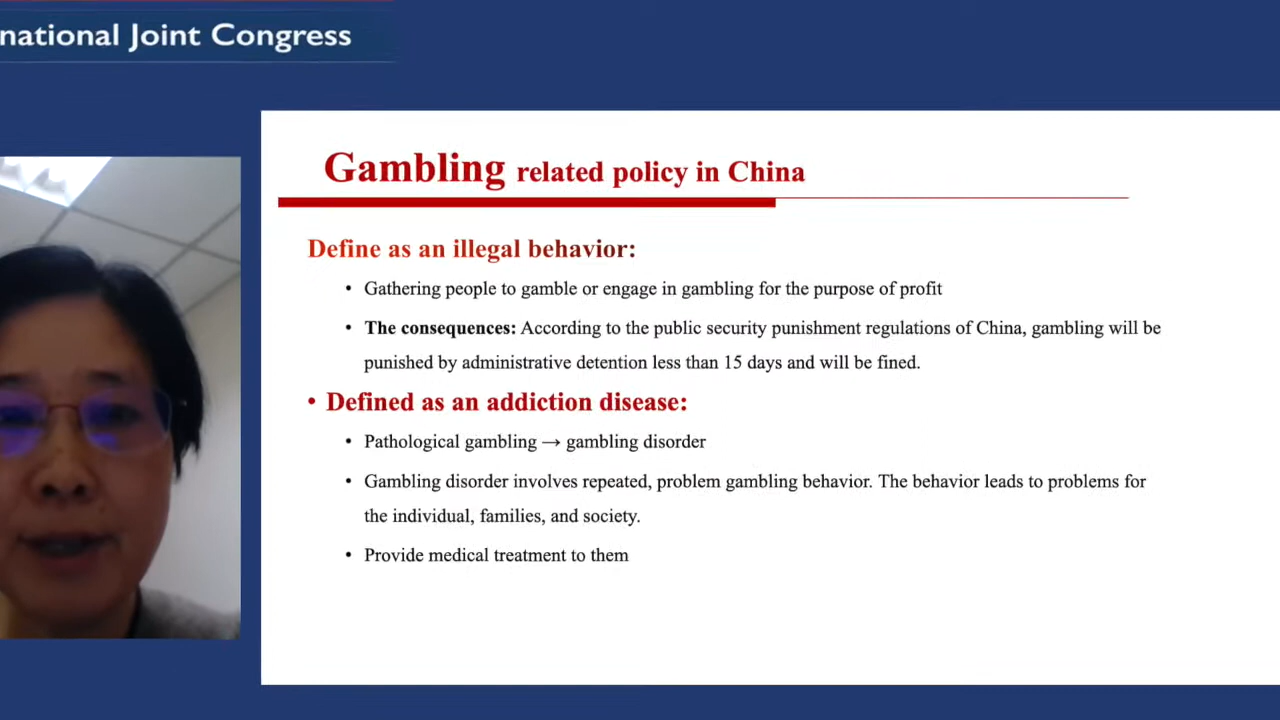 national Joint Congress
Gambling related policy in China
Define as an illegal behavior:
• Gathering people to gamble or engage in gambling for the purpose of profit
• The consequences: According to the public security punishment regulations of China, gambling will be
punished by administrative detention less than 15 days and will be fined.
• Defined as an addiction disease:
• Pathological gambling → gambling disorder
• Gambling disorder involves repeated, problem gambling behavior. The behavior leads to problems for
the individual, families, and society.
• Provide medical treatment to them